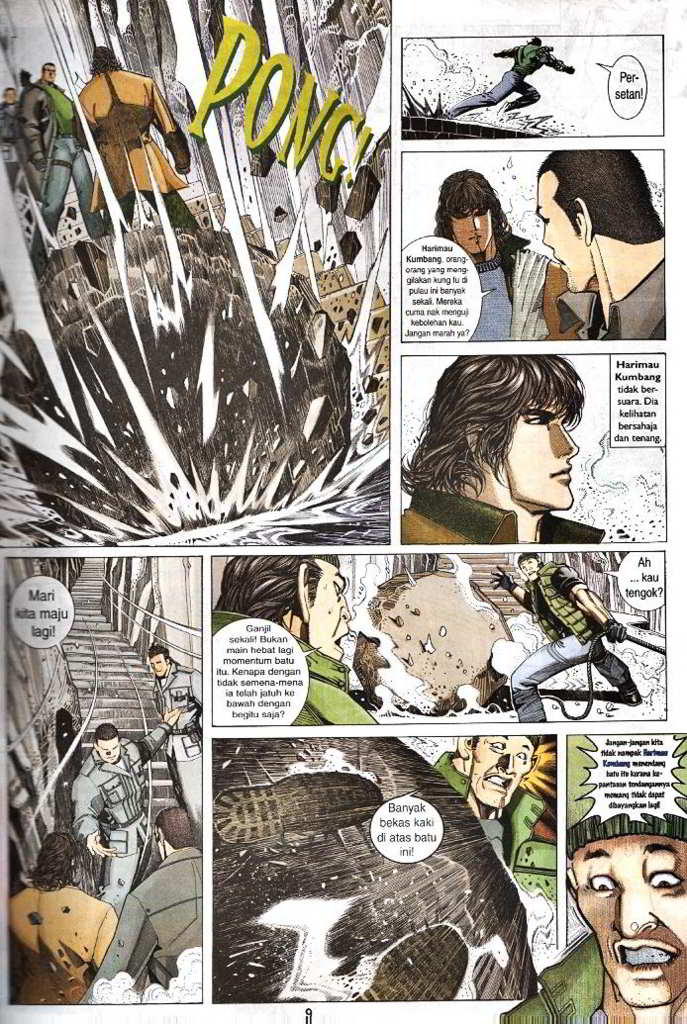 PONG!
Per-
setan!
Harimau
Kumbang, orang-
orang yang meng-
gilakan kung fu di
pulau ini banyak
sekali. Mereka
cuma nak menguji
kebolehan kau.
Jangan marah ya?
Harimau
Kumbang
tidak ber-
suara. Dia
kelihatan
bersahaja
dan tenang.
Mari
kita maju
lagi!
Ganjil
sekali! Bukan
main hebat lagi
momentum batu
itu. Kenapa dengan
tidak semena-mena
ia telah jatuh ke
bawah dengan
begitu saja?
Ah
... kau
tengok?
Banyak
bekas kaki
di atas batu
ini!
Jangan-jangan kita
tidak nampak Harimau
Kumbang menendang
batu itu kerana ke-
pantasan tendangannya
memang tidak dapat
dibayangkan lagi!
9